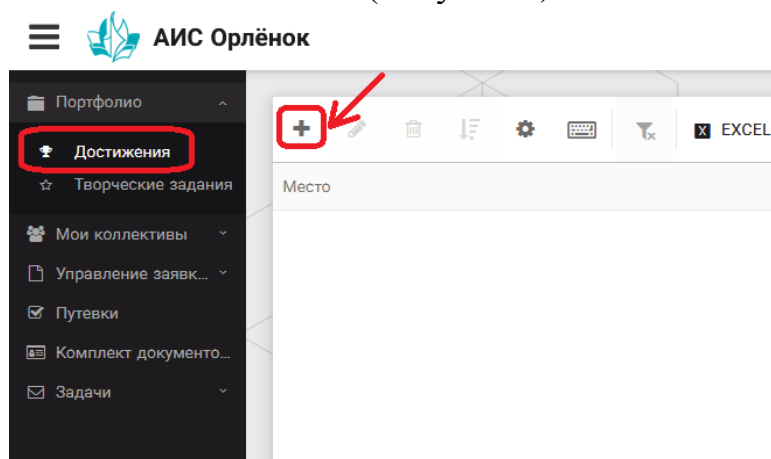 АИС Орлёнок
Портфолио
Достижения
Творческие задания
Мои коллективы
Управление заявк...
Путевки
Комплект документо...
Задачи
X EXCEL
Место